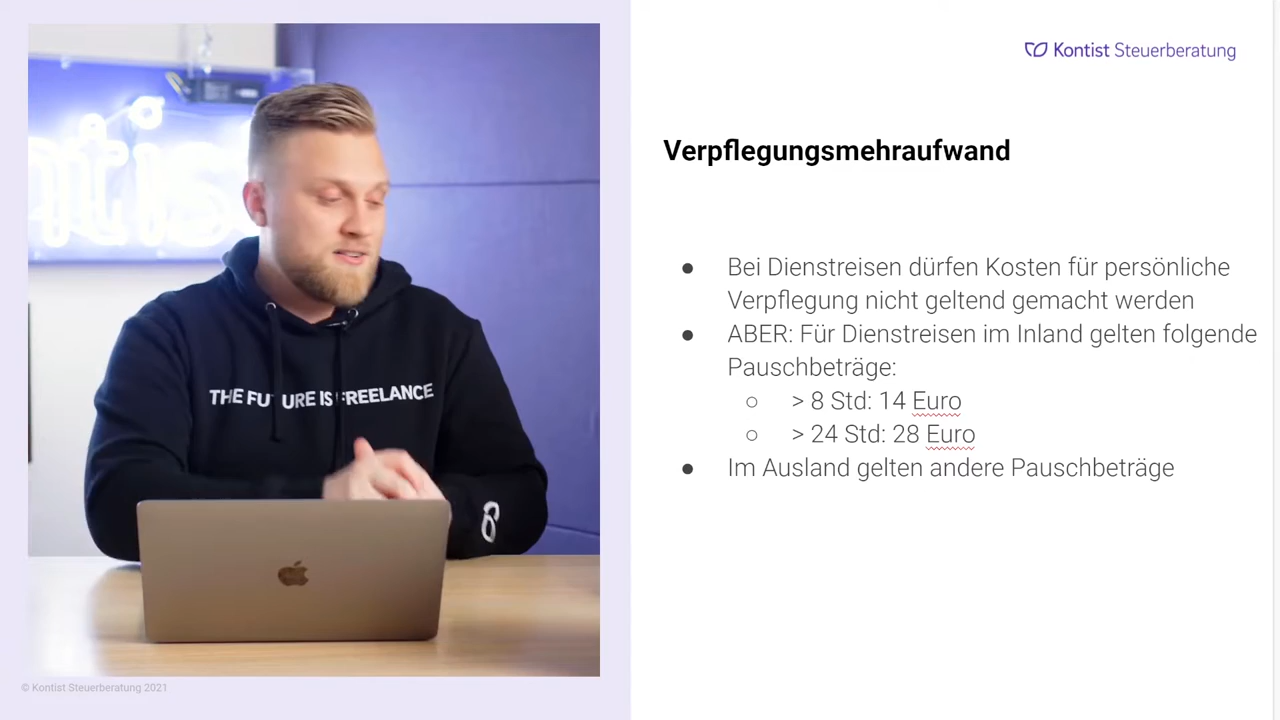 Kontist Steuerberatung
Verpflegungsmehraufwand
● Bei Dienstreisen dürfen Kosten für persönliche
Verpflegung nicht geltend gemacht werden
● ABER: Für Dienstreisen im Inland gelten folgende
Pauschbeträge:
○ > 8 Std: 14 Euro
○ > 24 Std: 28 Euro
● Im Ausland gelten andere Pauschbeträge
THE FUTURE IS FREELANCE
© Kontist Steuerberatung 2021